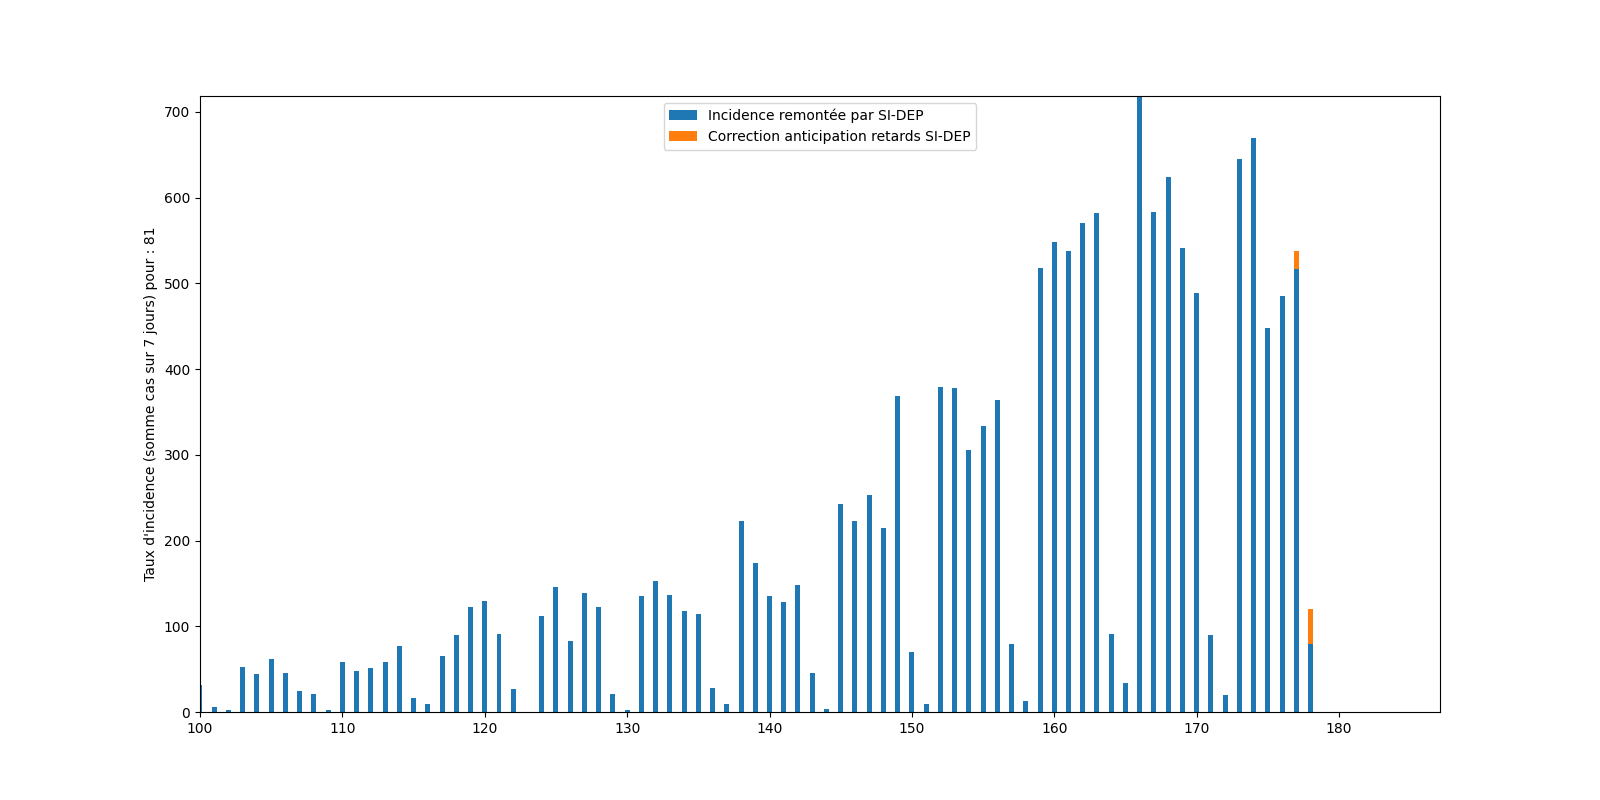 Incidence remontée par SI-DEP
Correction anticipation retards SI-DEP
Taux d'incidence (somme cas sur 7 jours) pour : 81
700
600
500
400
300
200
100
0
100 110 120 130 140 150 160 170 180